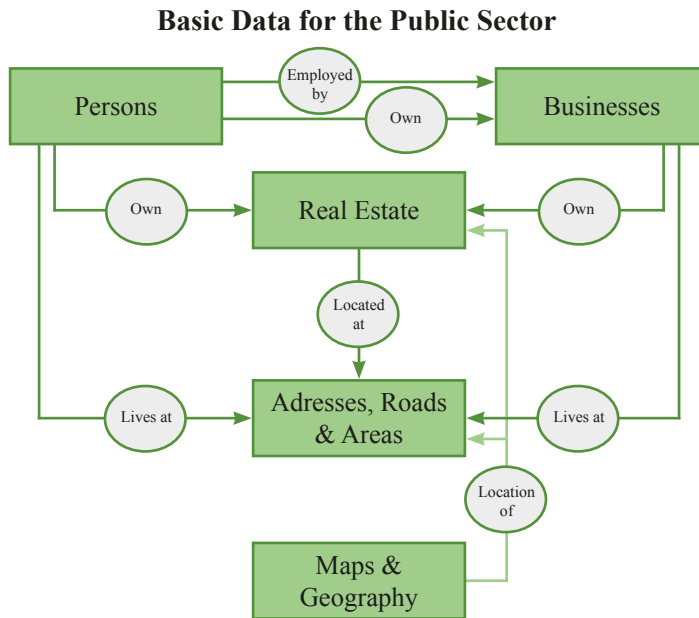 Basic Data for the Public Sector
Employed
by
Persons
Businesses
Own
Own
Real Estate
Own
Located
at
Lives at
Adresses, Roads
& Areas
Lives at
Location
of
Maps &
Geography